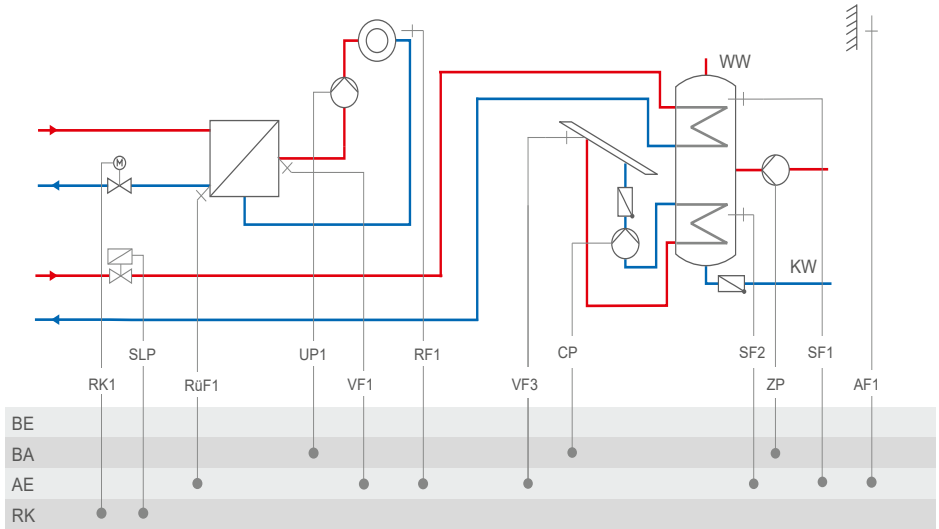 WW
M
KW
SLP
UP1
RF1
CP
SF2
SF1
RK1
RüF1
VF1
VF3
ZP
AF1
BE
BA
AE
RK